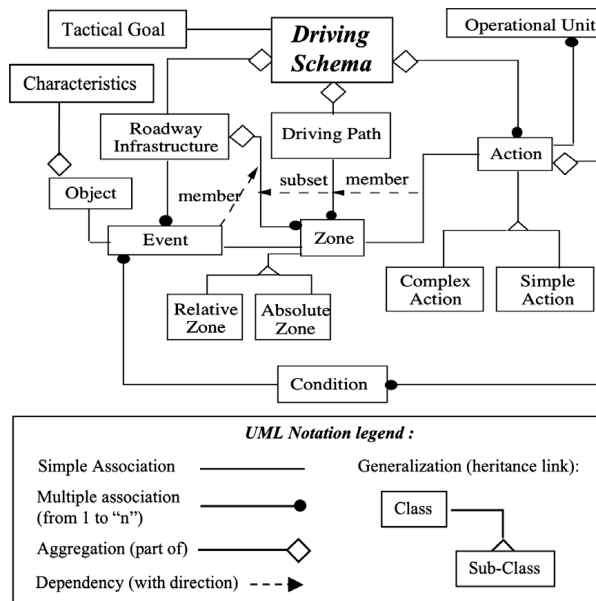 Tactical Goal
Driving
Schema
Operational Unit
Characteristics
Roadway
Infrastructure
Driving Path
Action
Object
member
subset
member
Event
Zone
Relative
Zone
Absolute
Zone
Complex
Action
Simple
Action
Condition
UML Notation legend :
Simple Association
Generalization (heritance link):
Multiple association
(from 1 to “n”)
Class
Aggregation (part of)
Sub-Class
Dependency (with direction)